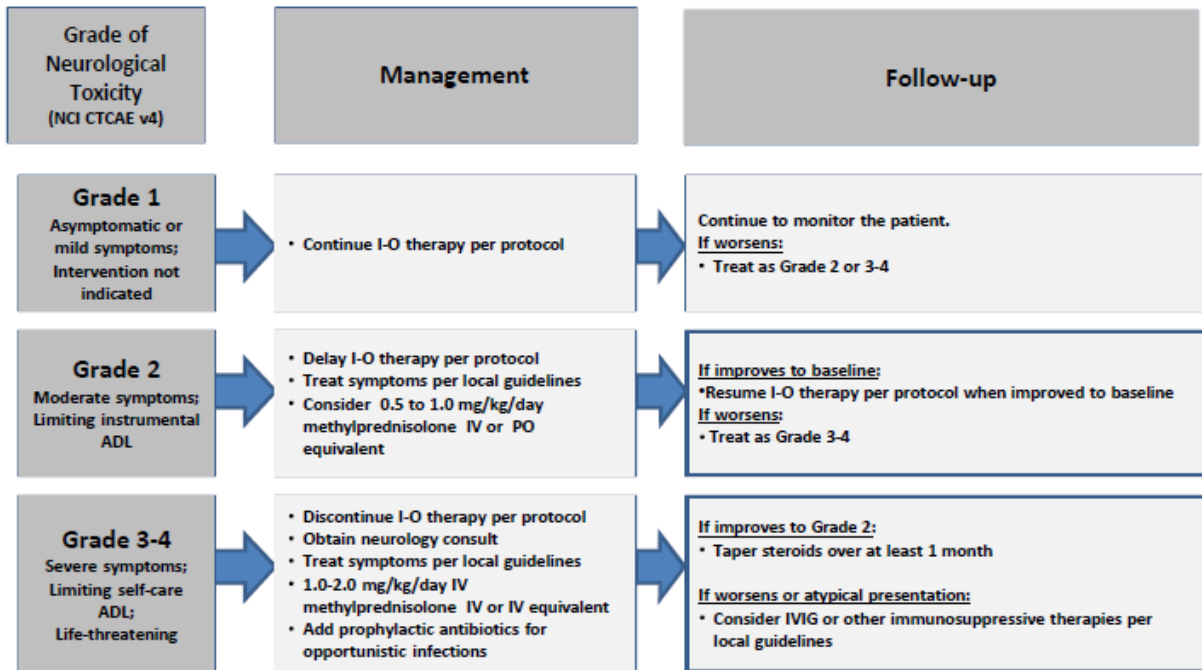 Grade of
Neurological
Toxicity
(NCI CTCAE v4)
Management
Follow-up
Grade 1
Asymptomatic or
mild symptoms;
Intervention not
indicated
• Continue I-O therapy per protocol
Continue to monitor the patient.
If worsens:
• Treat as Grade 2 or 3-4
Grade 2
Moderate symptoms;
Limiting instrumental
ADL
• Delay I-O therapy per protocol
• Treat symptoms per local guidelines
• Consider 0.5 to 1.0 mg/kg/day
methylprednisolone IV or PO
equivalent
If improves to baseline:
•Resume I-O therapy per protocol when improved to baseline
If worsens:
• Treat as Grade 3-4
Grade 3-4
Severe symptoms;
Limiting self-care
ADL;
Life-threatening
• Discontinue I-O therapy per protocol
• Obtain neurology consult
• Treat symptoms per local guidelines
• 1.0-2.0 mg/kg/day IV
methylprednisolone IV or IV equivalent
• Add prophylactic antibiotics for
opportunistic infections
If improves to Grade 2:
• Taper steroids over at least 1 month
If worsens or atypical presentation:
• Consider IVIG or other immunosuppressive therapies per
local guidelines